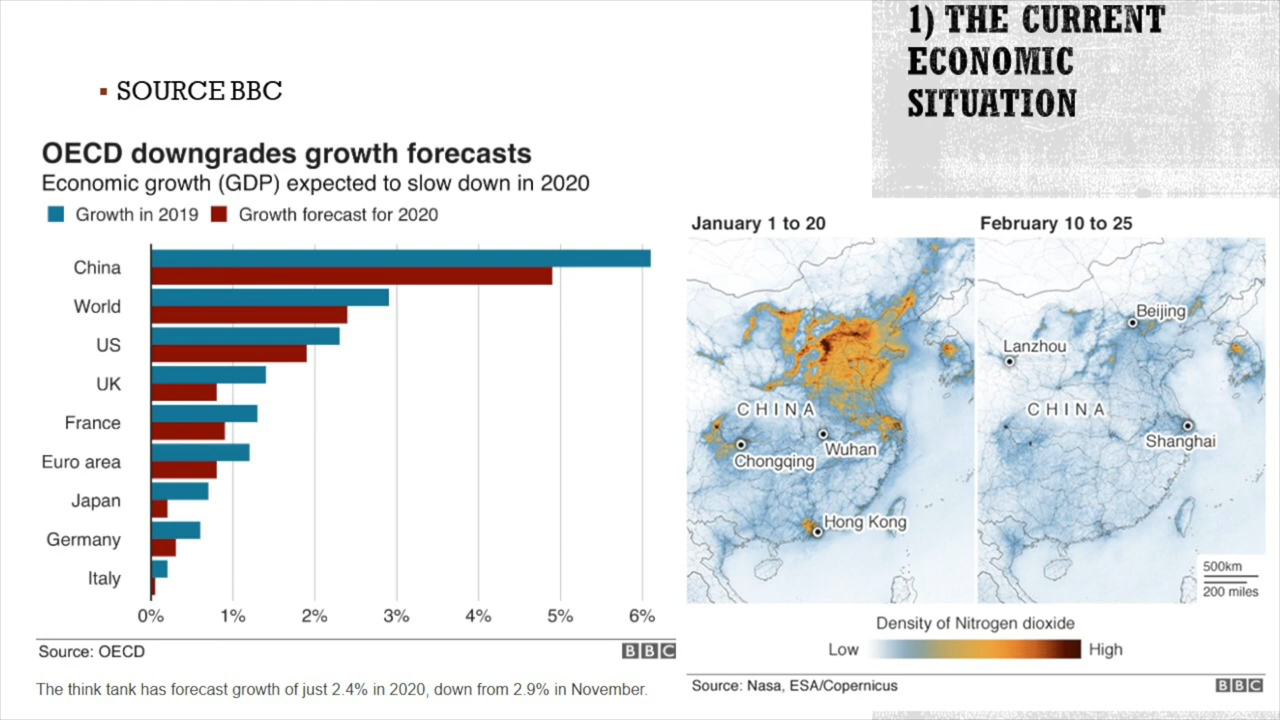 1) THE CURRENT
ECONOMIC
SITUATION
SOURCE BBC
OECD downgrades growth forecasts
Economic growth (GDP) expected to slow down in 2020
Growth in 2019 Growth forecast for 2020
China
World
US
UK
France
Euro area
Japan
Germany
Italy
0% 1% 2% 3% 4% 5% 6%
Source: OECD BBC
The think tank has forecast growth of just 2.4% in 2020, down from 2.9% in November.
January 1 to 20
CHINA
Wuhan
Chongqing
Hong Kong
February 10 to 25
Beijing
Lanzhou
CHINA
Shanghai
500km
200 miles
Density of Nitrogen dioxide
Low High
Source: Nasa, ESA/Copernicus BBC